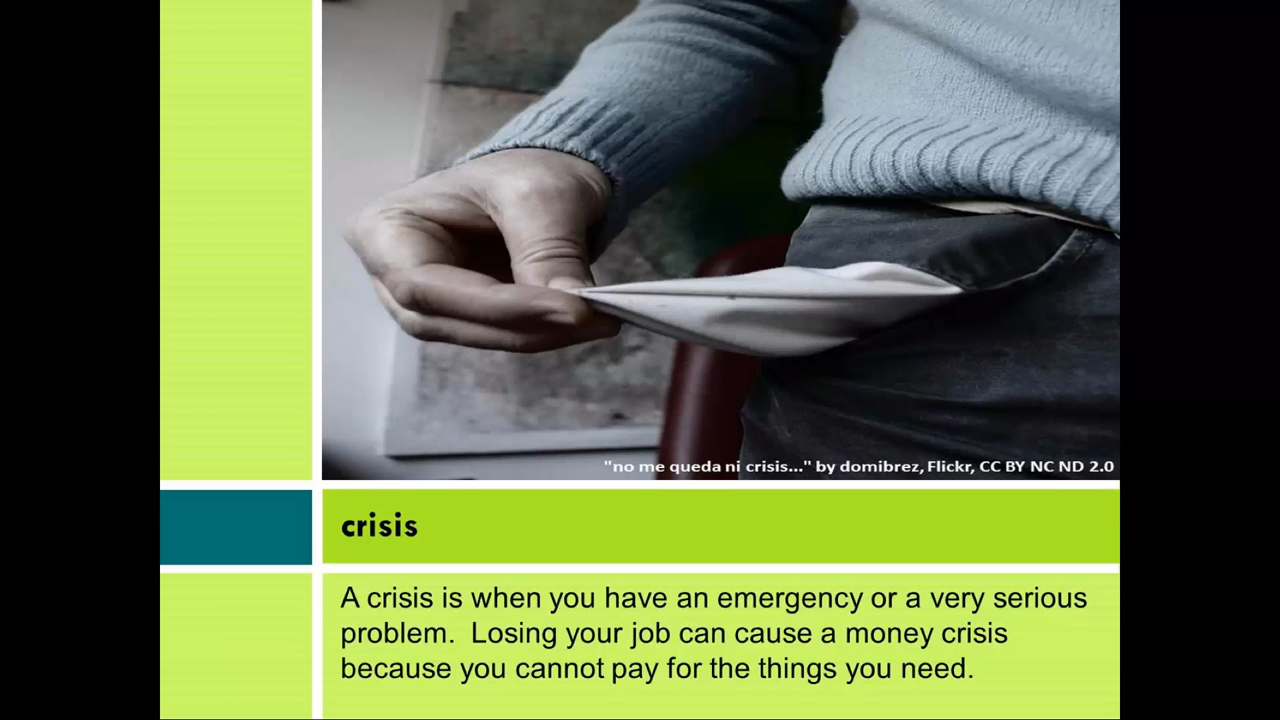 "no me queda ni crisis..." by domibrez, Flickr, CC BY NC ND 2.0
crisis
A crisis is when you have an emergency or a very serious
problem.  Losing your job can cause a money crisis
because you cannot pay for the things you need.